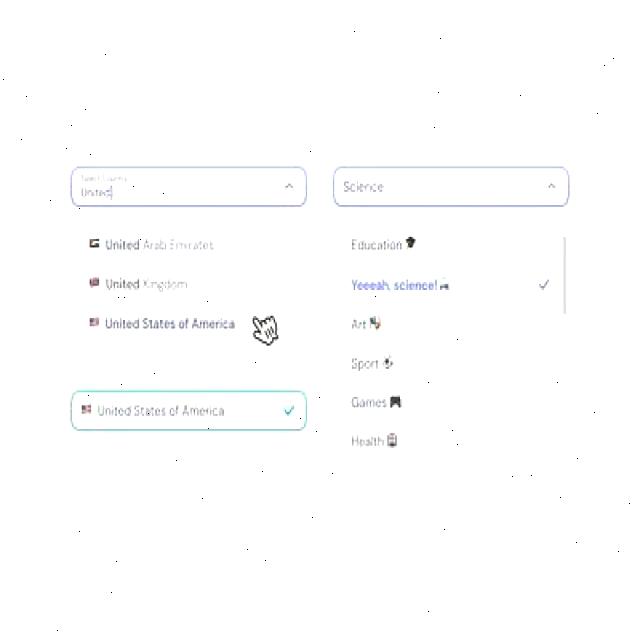 United
United Arab Emirates
United Kingdom
United States of America
United States of America
Science
Education
Yeeeah, science!
Art
Sport
Games
Health